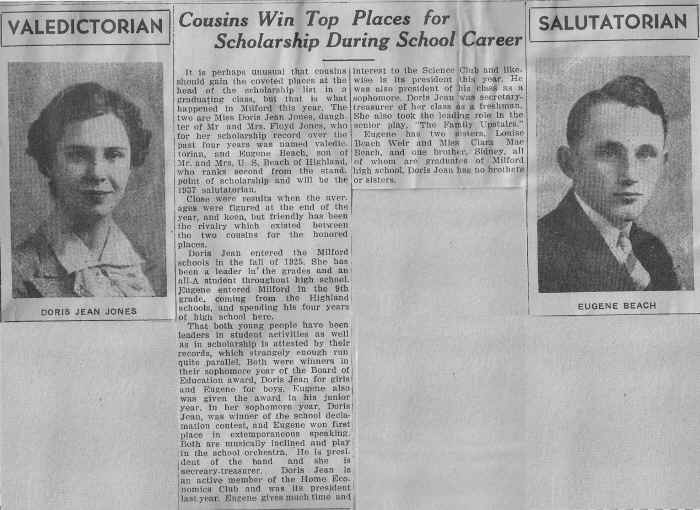 VALEDICTORIAN
DORIS JEAN JONES
Cousins Win Top Places for
Scholarship During School Career
It is perhaps unusual that cousins
should gain the coveted places at the
head of the scholarship list in a
graduating class, but that is what
happened in Milford this year. The
two are Miss Doris Jean Jones, daugh-
ter of Mr and Mrs. Floyd Jones, who
for her scholarship record over the
past four years was named valedic-
torian, and Eugene Beach, son of
Mr. and Mrs. U. S. Beach of Highland,
who ranks second from the stand.
point of scholarship and will be the
1937 salutatorian.
Close were results when the aver.
ages were figured at the end of the
year, and keen, but friendly has been
the rivalry which existed between
the two cousins for the honored
places.
Doris Jean entered the Milford
schools in the fall of 1925. She has
been a leader in the grades and an
all-A student throughout high school.
Eugene entered Milford in the 9th
grade, coming from the Highland
schools, and spending his four years
of high school here.
That both young people have been
leaders in student activities as well
as in scholarship is attested by their
records, which strangely enough run
quite parallel. Both were winners in
their sophomore year of the Board of
Education award, Doris Jean for girls
and Eugene for boys. Eugene also
was given the award in his junior
year. In her sophomore year, Doris
Jean, was winner of the school decla-
mation contest, and Eugene won first
place in extemporaneous speaking.
Both are musically inclined and play
in the school orchestra. He is presi.
dent of the band and she is
secreary-treasurer. Doris Jean is
an active member of the Home Eco-
nomics Club and was its president
last year. Eugene gives much time and
interest to the Science Club and like.
wise is its president this year. He
was also president of his class as a
sophomore. Doris Jean was secretary-
treasurer of her class as a freshman.
She also took the leading role in the
senior play, "The Family Upstairs."
Eugene has two sisters, Louise
Beach Weir and Miss Clara Mae
Beach, and one brother, Sidney, all
of whom are graduates of Milford
high school. Doris Jean has no brothers
or sisters.
SALUTATORIAN
EUGENE BEACH